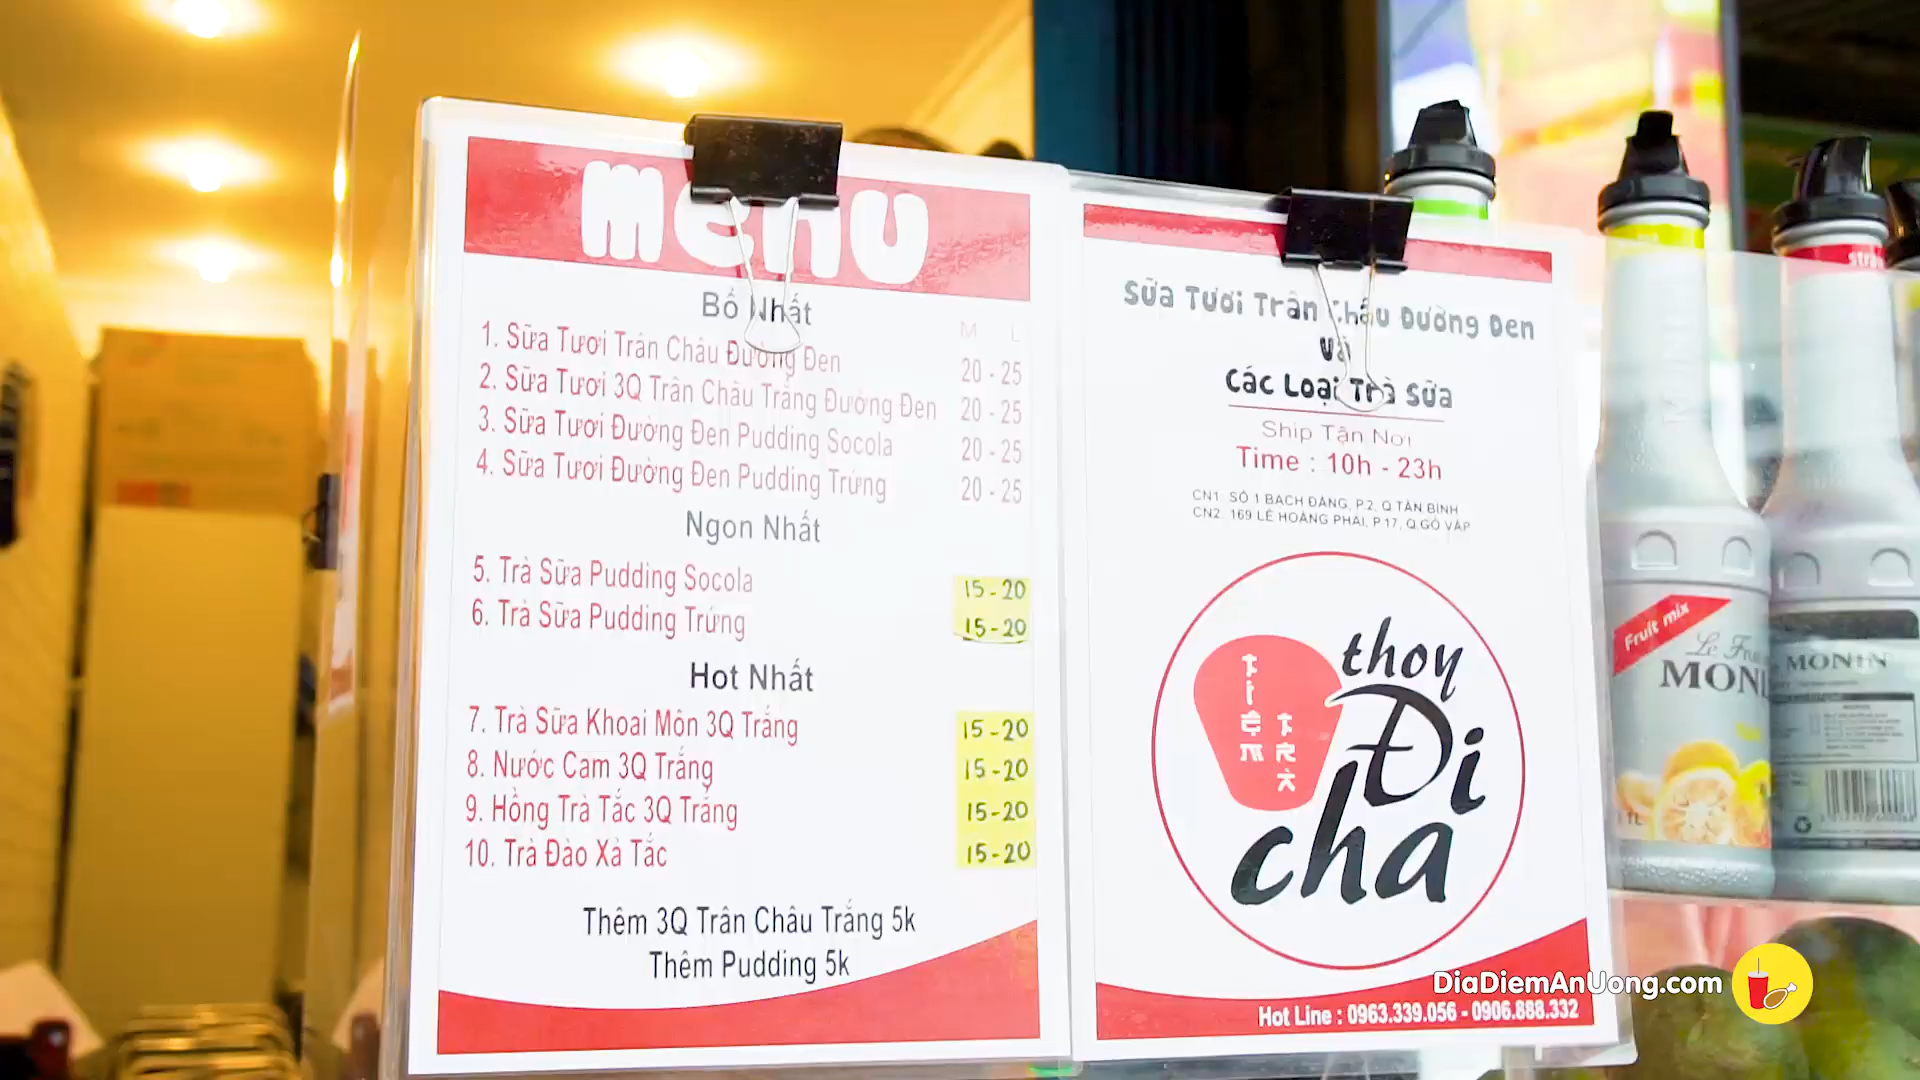 menu
Bổ Nhất
M L
1. Sữa Tươi Trân Châu Đường Đen 20 - 25
2. Sữa Tươi 3Q Trân Châu Trắng Đường Đen 20 - 25
3. Sữa Tươi Đường Đen Pudding Socola 20 - 25
4. Sữa Tươi Đường Đen Pudding Trứng 20 - 25
Ngon Nhất
5. Trà Sữa Pudding Socola 15-20
6. Trà Sữa Pudding Trứng 15-20
Hot Nhất
7. Trà Sữa Khoai Môn 3Q Trắng 15-20
8. Nước Cam 3Q Trắng 15-20
9. Hồng Trà Tắc 3Q Trắng 15-20
10. Trà Đào Xả Tắc 15-20
Thêm 3Q Trân Châu Trắng 5k
Thêm Pudding 5k
Sữa Tươi Trân Châu Đường Đen
Và
Các Loại Trà Sữa
Ship Tận Nơi
Time : 10h - 23h
CN1: SỐ 1 BẠCH ĐẰNG, P.2, Q.TÂN BÌNH
CN2: 169 LÊ HOÀNG PHÁI, P.17, Q.GÒ VẤP
TIỆM
TRÀ
thoy
Đi
cha
Hot Line : 0963.339.056 - 0906.888.332
Fruit mix
Le Fruit
MONIN
MONIN
DiaDiemAnUong.com